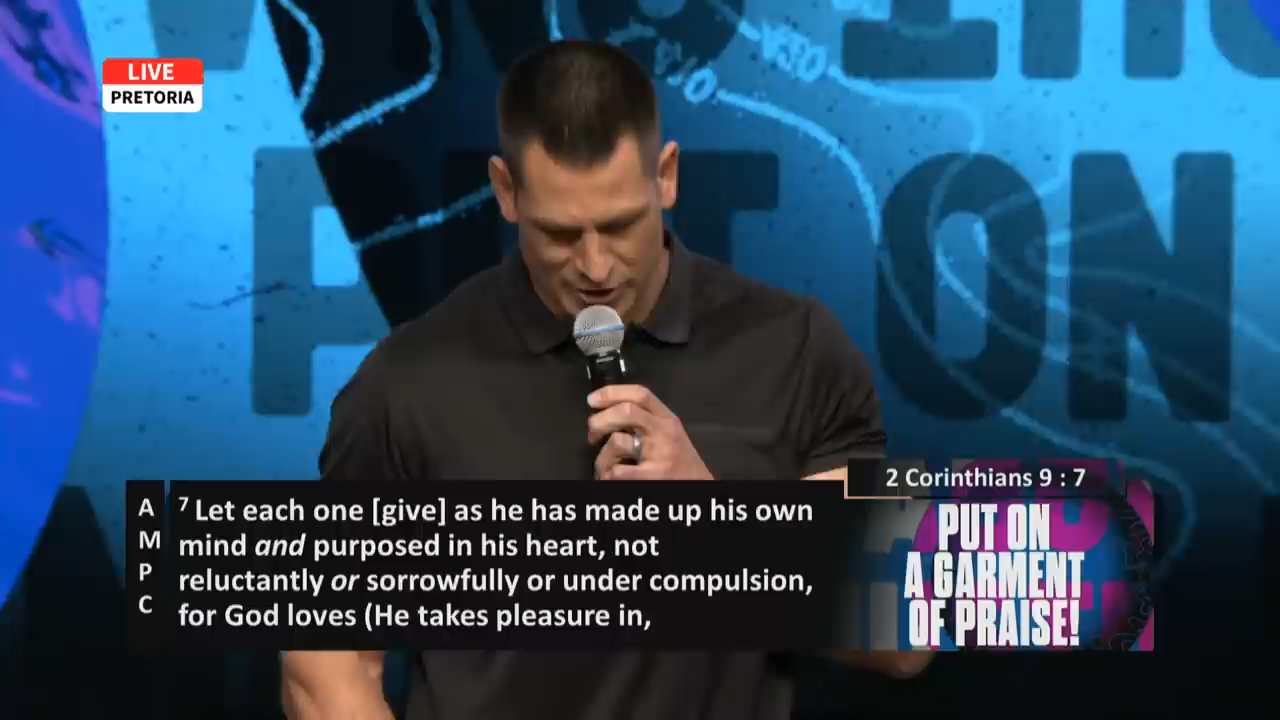 LIVE
PRETORIA
V30
PUT ON
2 Corinthians 9 : 7
A
M
P
C
7 Let each one [give] as he has made up his own
mind and purposed in his heart, not
reluctantly or sorrowfully or under compulsion,
for God loves (He takes pleasure in,
PUT ON
A GARMENT
OF PRAISE!